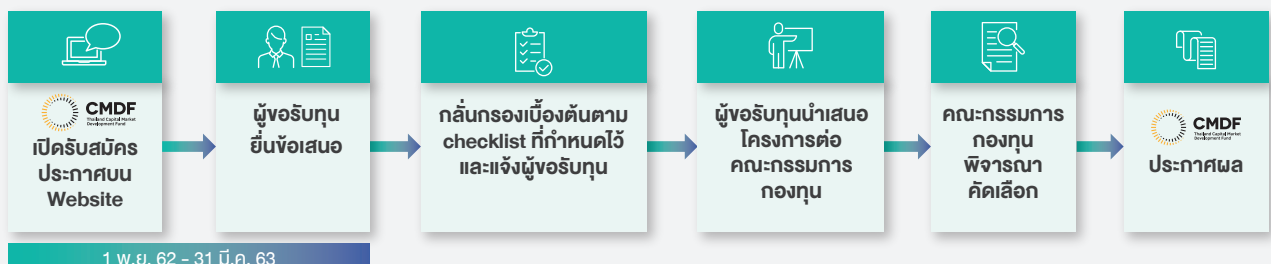 CMDF
Thailand Capital Market
Development Fund
เปิดรับสมัคร
ประกาศบน
Website
ผู้ขอรับทุน
ยื่นข้อเสนอ
กลั่นกรองเบื้องต้นตาม
checklist ที่กำหนดไว้
และแจ้งผู้ขอรับทุน
ผู้ขอรับทุนนำเสนอ
โครงการต่อ
คณะกรรมการ
กองทุน
คณะกรรมการ
กองทุน
พิจารณา
คัดเลือก
CMDF
Thailand Capital Market
Development Fund
ประกาศผล
1 พ.ย. 62 - 31 มี.ค. 63